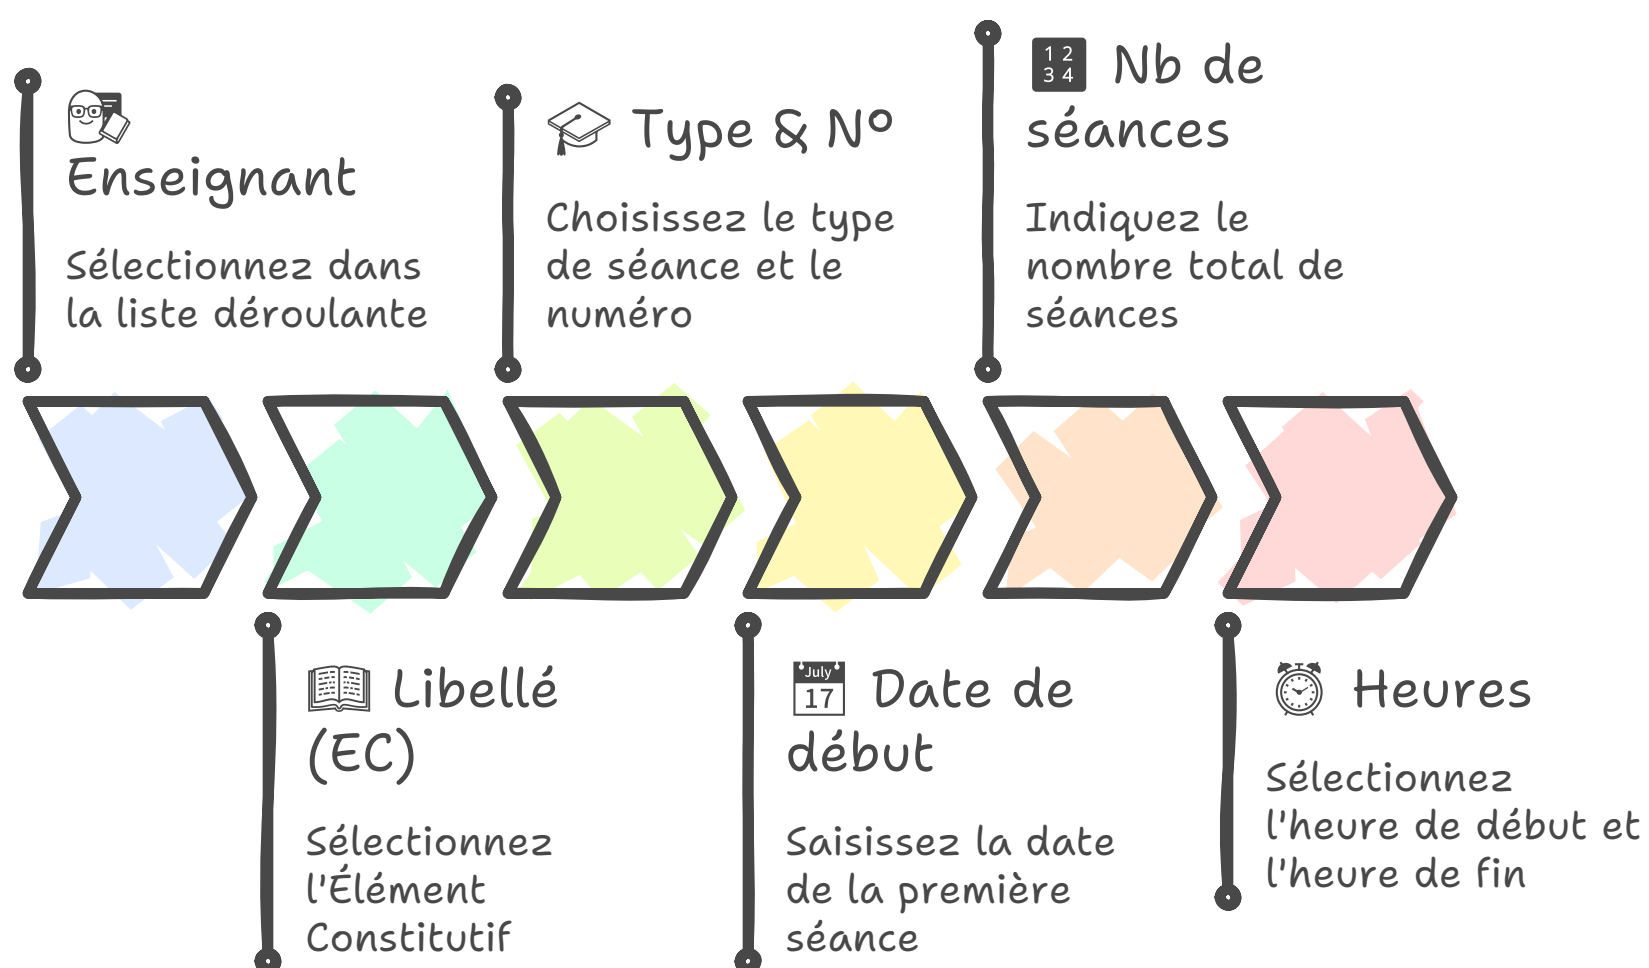 Enseignant
Sélectionnez dans
la liste déroulante
Libellé
(EC)
Sélectionnez
l'Élément
Constitutif
Type & Nº
Choisissez le type
de séance et le
numéro
July
17
Date de
début
Saisissez la date
de la première
séance
1 2
3 4
Nb de
séances
Indiquez le
nombre total de
séances
Heures
Sélectionnez
l'heure de début et
l'heure de fin